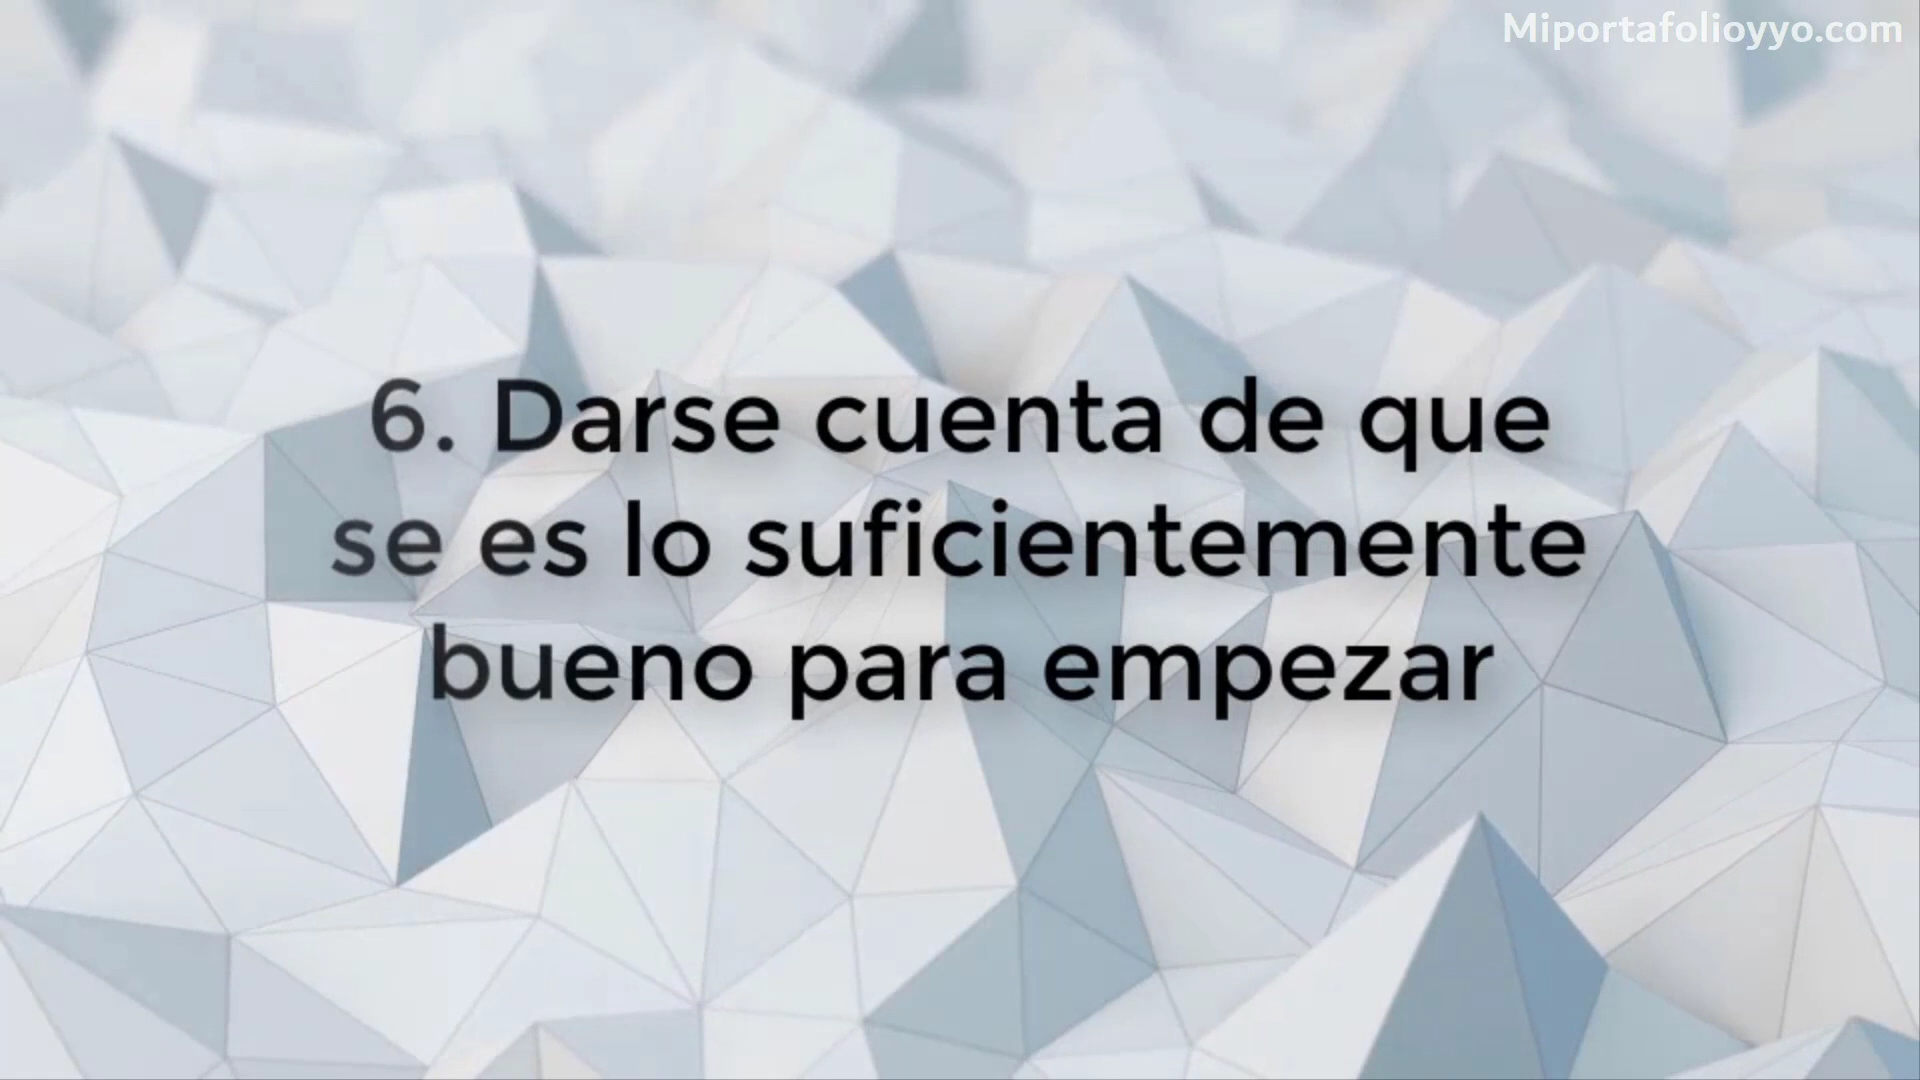 Miportafolioyyo.com
6. Darse cuenta de que
se es lo suficientemente
bueno para empezar